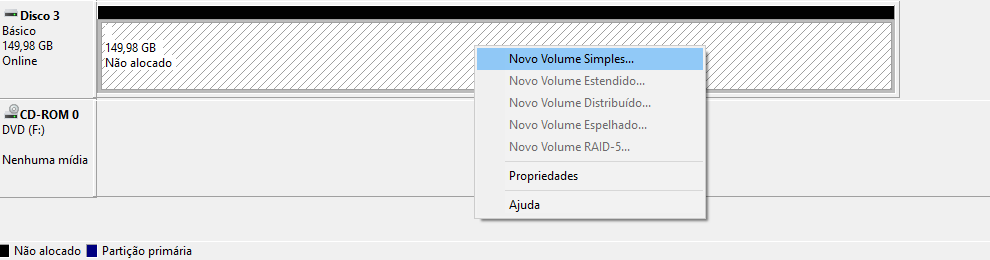 Disco 3
Básico
149,98 GB
Online
149,98 GB
Não alocado
Novo Volume Simples...
Novo Volume Estendido...
Novo Volume Distribuído...
Novo Volume Espelhado...
Novo Volume RAID-5...
Propriedades
Ajuda
CD-ROM 0
DVD (F:)
Nenhuma mídia
Não alocado Partição primária